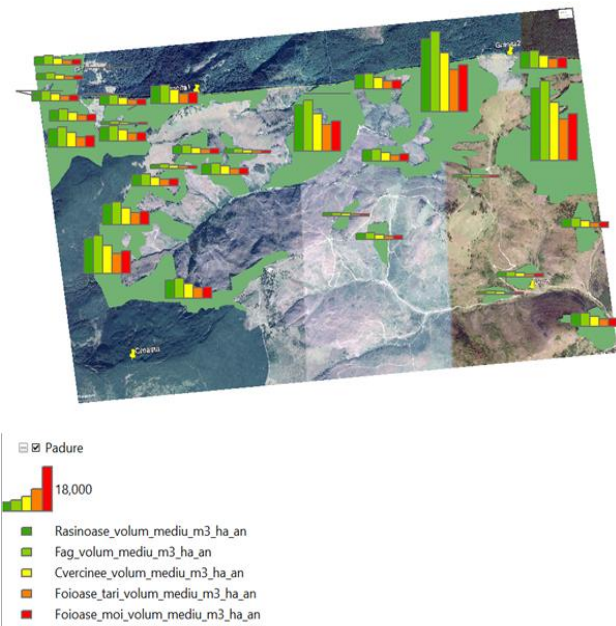 Padure
18,000
Rasinoase_volum_mediu_m3_ha_an
Fag_volum_mediu_m3_ha_an
Cvercinee_volum_mediu_m3_ha_an
Foioase_tari_volum_mediu_m3_ha_an
Foioase_moi_volum_mediu_m3_ha_an